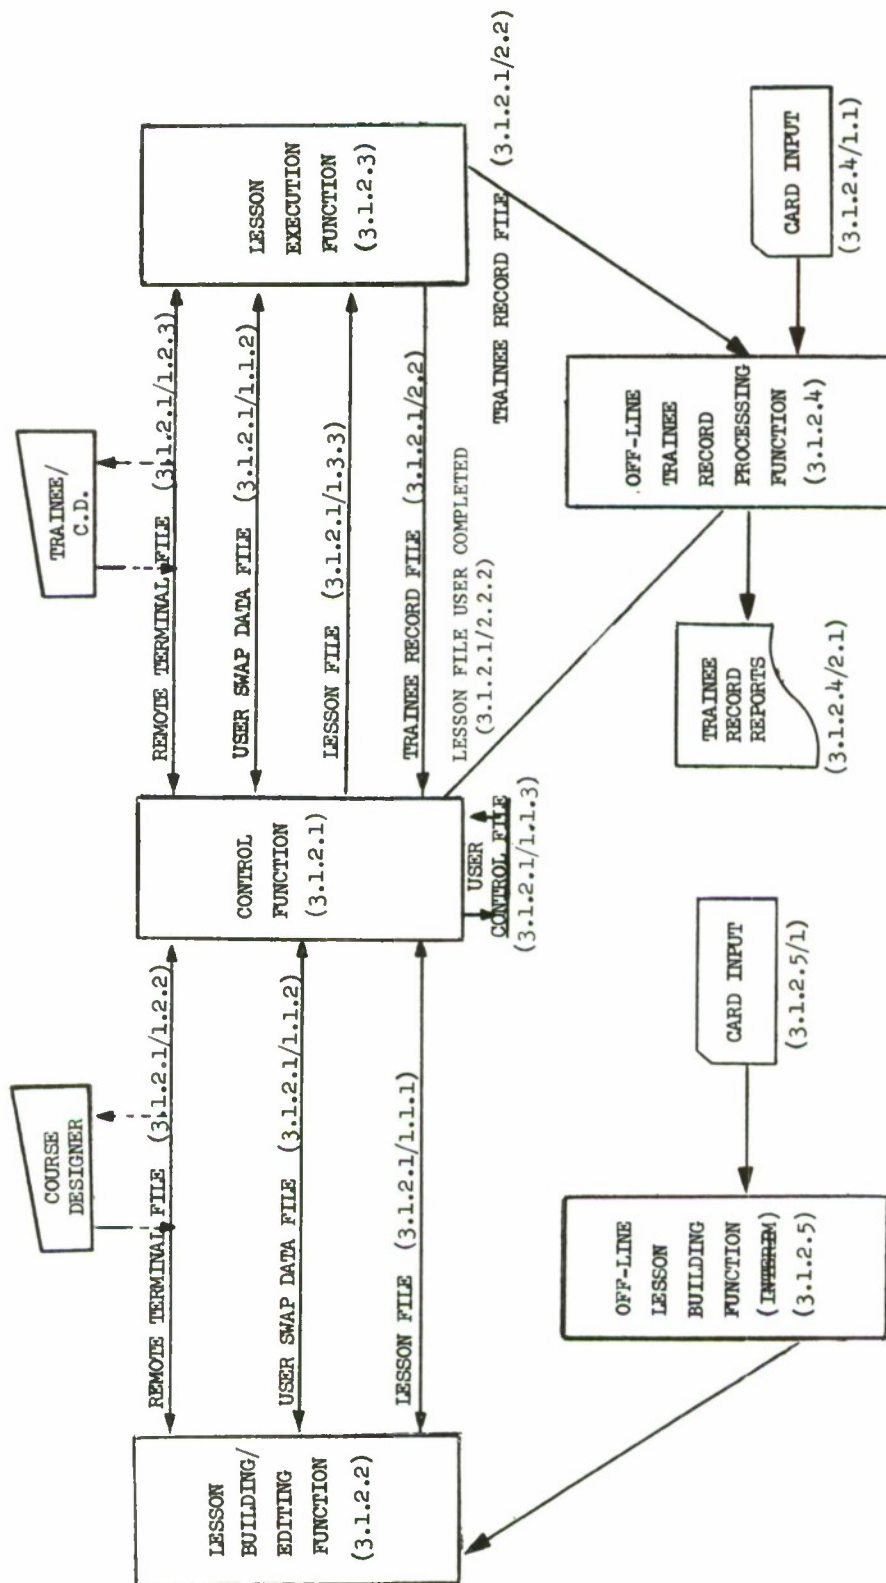 COURSE
DESIGNER
TRAINEE/
C.D.
REMOTE TERMINAL FILE (3.1.2.1/1.2.2)
REMOTE TERMINAL FILE (3.1.2.1/1.2.3)
LESSON
BUILDING/
EDITING
FUNCTION
(3.1.2.2)
USER SWAP DATA FILE (3.1.2.1/1.1.2)
LESSON FILE (3.1.2.1/1.1.1)
CONTROL
FUNCTION
(3.1.2.1)
USER SWAP DATA FILE (3.1.2.1/1.1.2)
LESSON FILE (3.1.2.1/1.3.3)
TRAINEE RECORD FILE (3.1.2.1/2.2)
LESSON
EXECUTION
FUNCTION
(3.1.2.3)
USER
CONTROL FILE
(3.1.2.1/1.1.3)
LESSON FILE USER COMPLETED
(3.1.2.1/2.2.2)
TRAINEE RECORD FILE (3.1.2.1/2.2)
OFF-LINE
LESSON
BUILDING
FUNCTION
(INTERIM)
(3.1.2.5)
CARD INPUT
(3.1.2.5/1)
TRAINEE
RECORD
REPORTS
(3.1.2.4/2.1)
OFF-LINE
TRAINEE
RECORD
PROCESSING
FUNCTION
(3.1.2.4)
CARD INPUT
(3.1.2.4/1.1)